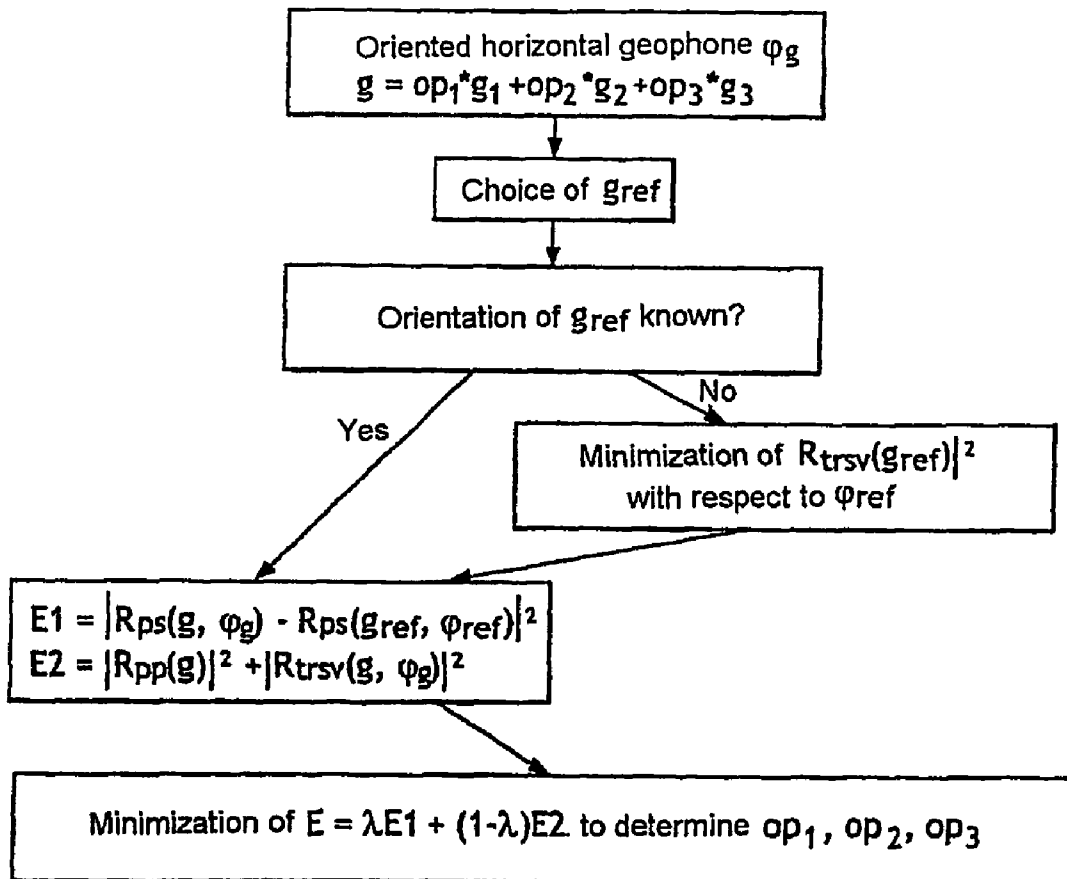 Oriented horizontal geophone φg
g = op1*g1 +op2*g2+op3*g3
Choice of gref
Orientation of gref known?
No
Yes
Minimization of Rtrsv(gref)|²
with respect to φref
E1 = |Rps(g, φg) - Rps(gref, φref)|²
E2 = |Rpp(g)|² +|Rtrsv(g, φg)|²
Minimization of E = λE1 + (1-λ)E2 to determine op1, op2, op3